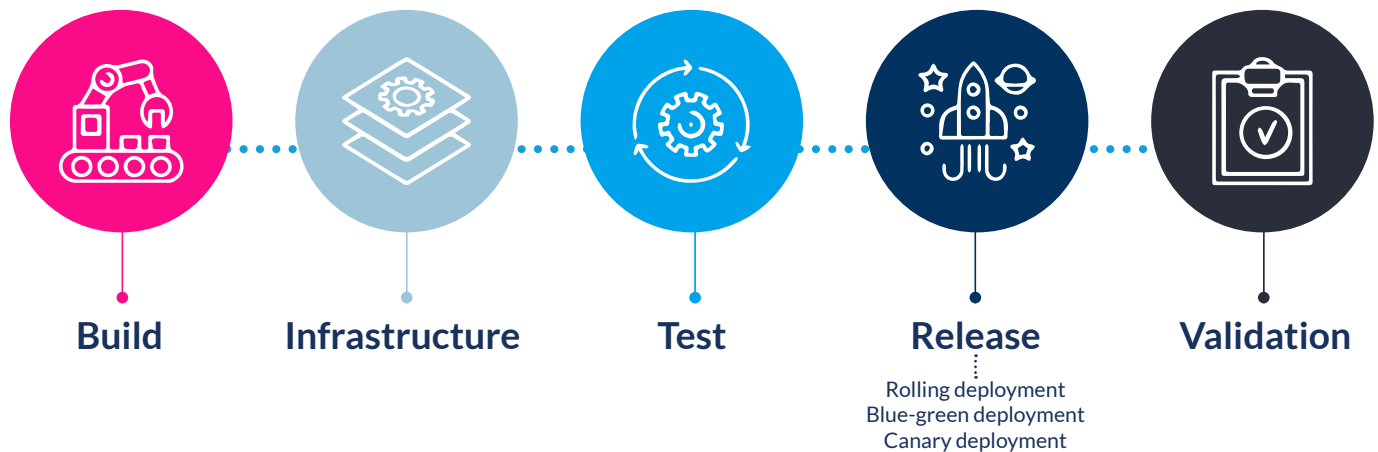 Build
Infrastructure
Test
Release
Validation
Rolling deployment
Blue-green deployment
Canary deployment